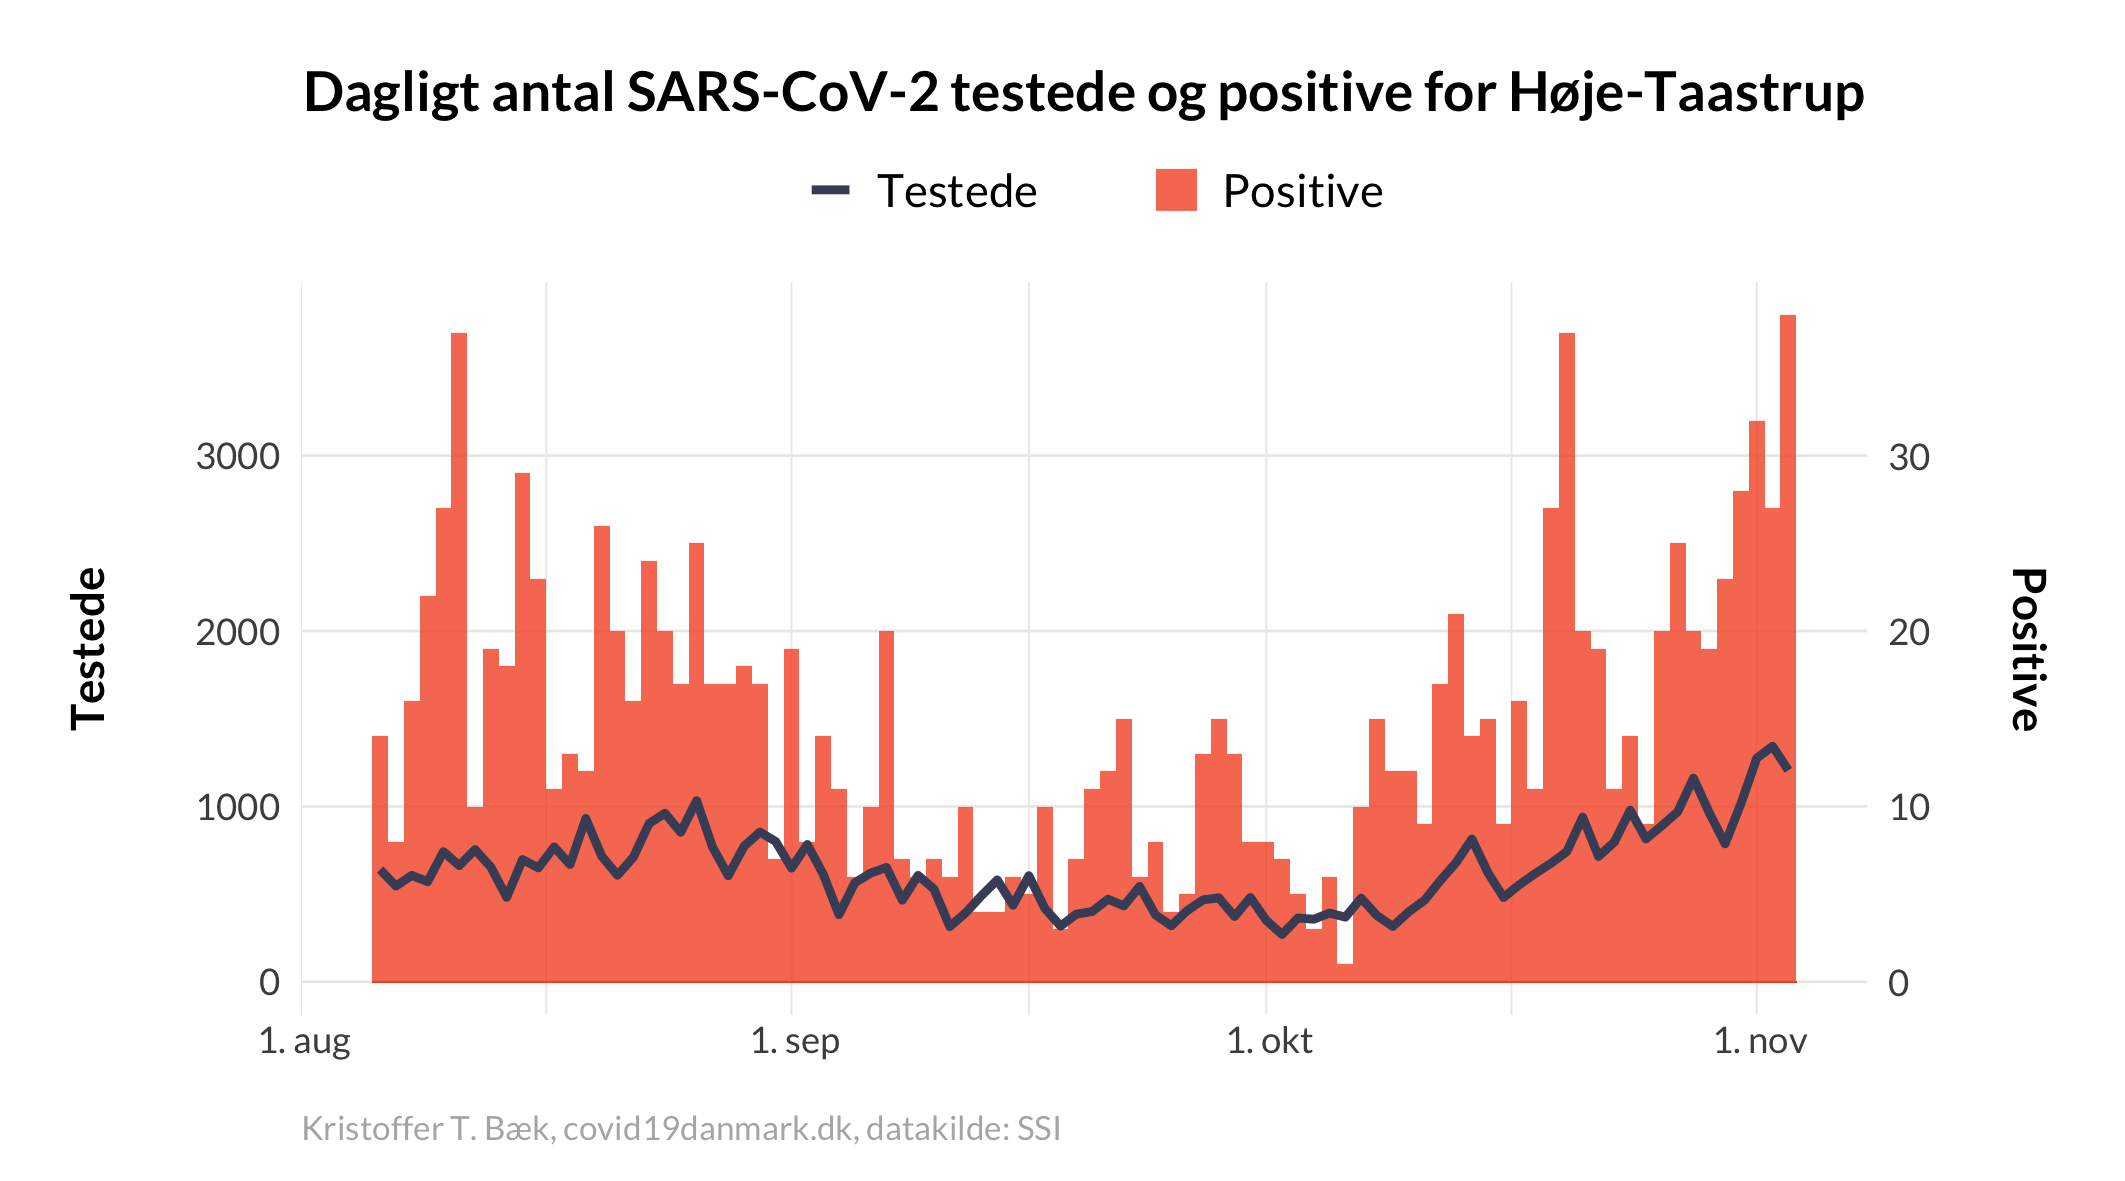 Dagligt antal SARS-CoV-2 testede og positive for Høje-Taastrup
Testede
Positive
3000
2000
1000
0
Testede
30
20
10
0
Positive
1. aug
1. sep
1. okt
1. nov
Kristoffer T. Bæk, covid19danmark.dk, datakilde: SSI